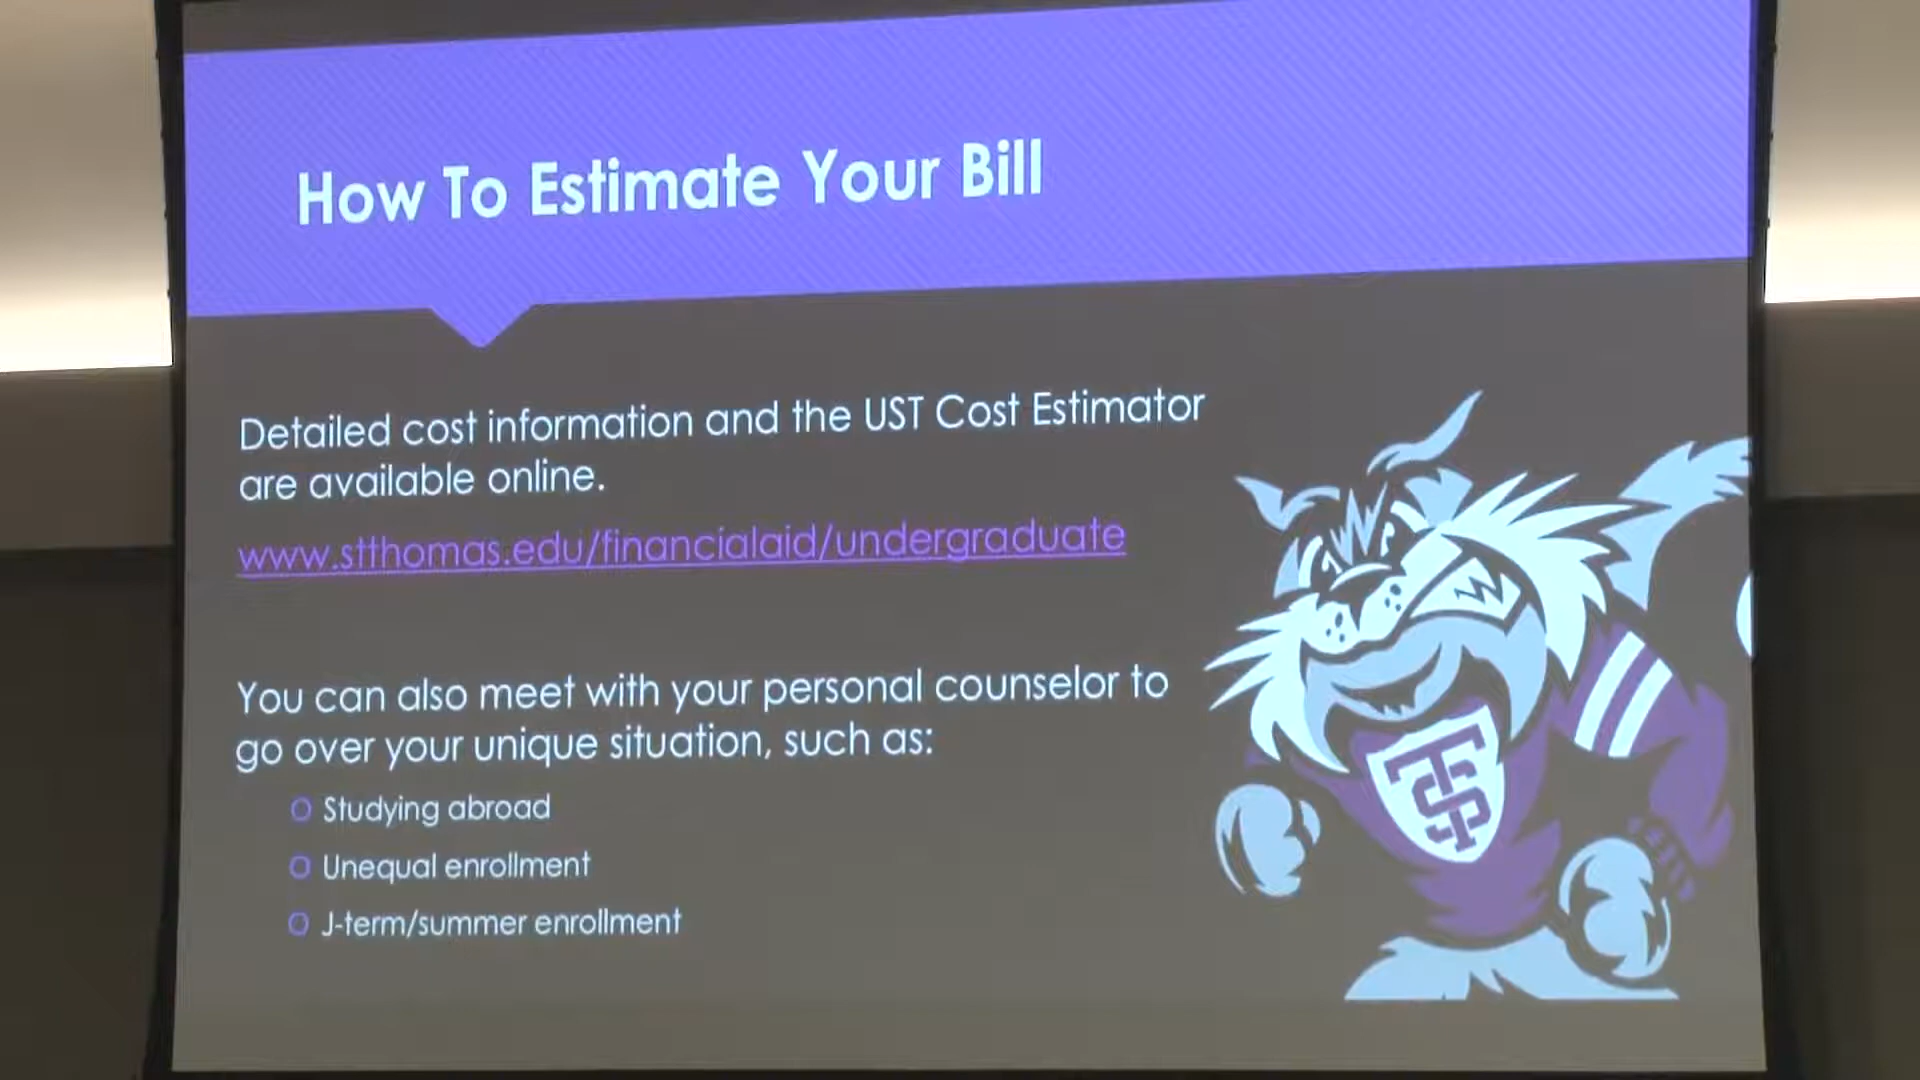 How To Estimate Your Bill
Detailed cost information and the UST Cost Estimator
are available online.
www.stthomas.edu/financialaid/undergraduate
You can also meet with your personal counselor to
go over your unique situation, such as:
Studying abroad
Unequal enrollment
J-term/summer enrollment
ST